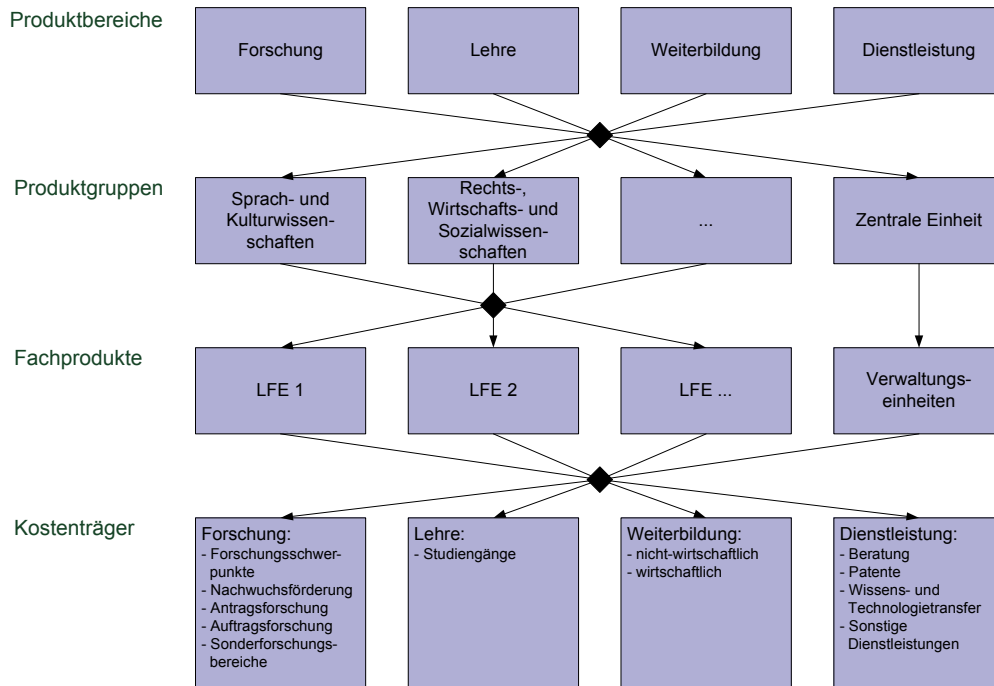 Produktbereiche
Forschung
Lehre
Weiterbildung
Dienstleistung
Produktgruppen
Sprach- und
Kulturwissen-
schaften
Rechts-,
Wirtschafts- und
Sozialwissen-
schaften
...
Zentrale Einheit
Fachprodukte
LFE 1
LFE 2
LFE ...
Verwaltungs-
einheiten
Kostenträger
Forschung:
- Forschungsschwer-
punkte
- Nachwuchsförderung
- Antragsforschung
- Auftragsforschung
- Sonderforschungs-
bereiche
Lehre:
- Studiengänge
Weiterbildung:
- nicht-wirtschaftlich
- wirtschaftlich
Dienstleistung:
- Beratung
- Patente
- Wissens- und
Technologietransfer
- Sonstige
Dienstleistungen